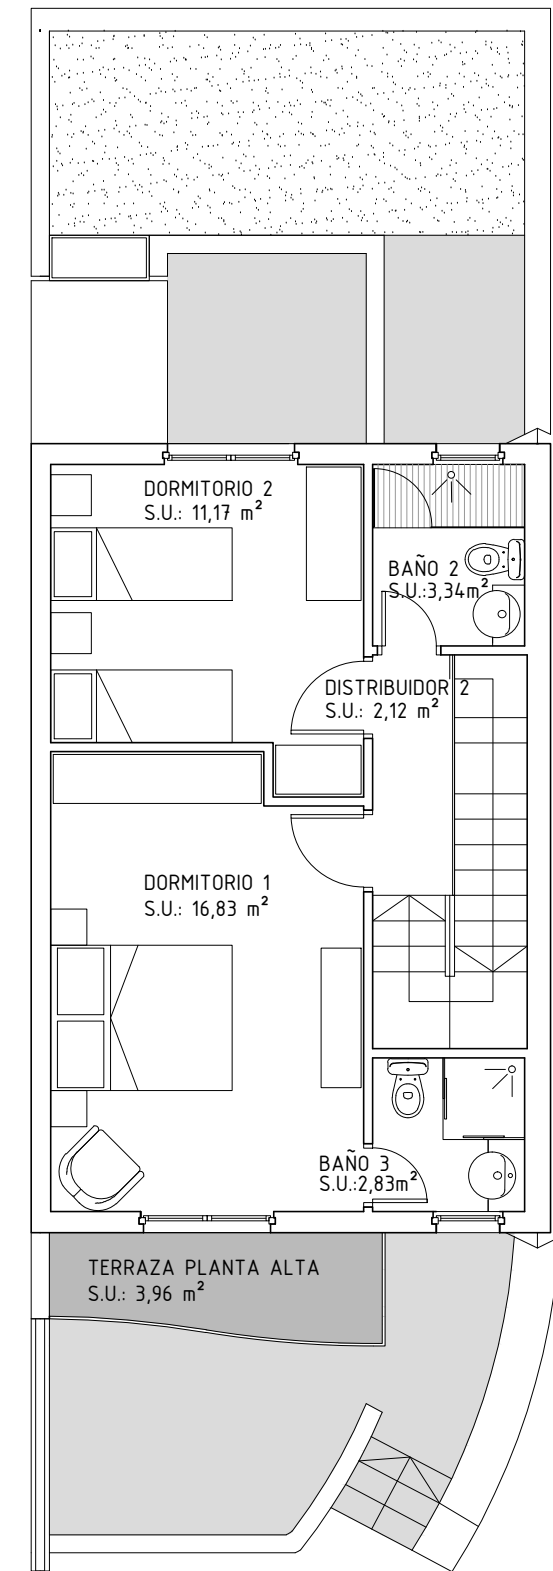 DORMITORIO 2
S.U.: 11,17 m²
BAÑO 2
S.U.:3,34m²
DISTRIBUIDOR 2
S.U.: 2,12 m²
DORMITORIO 1
S.U.: 16,83 m²
BAÑO 3
S.U.:2,83m²
TERRAZA PLANTA ALTA
S.U.: 3,96 m²